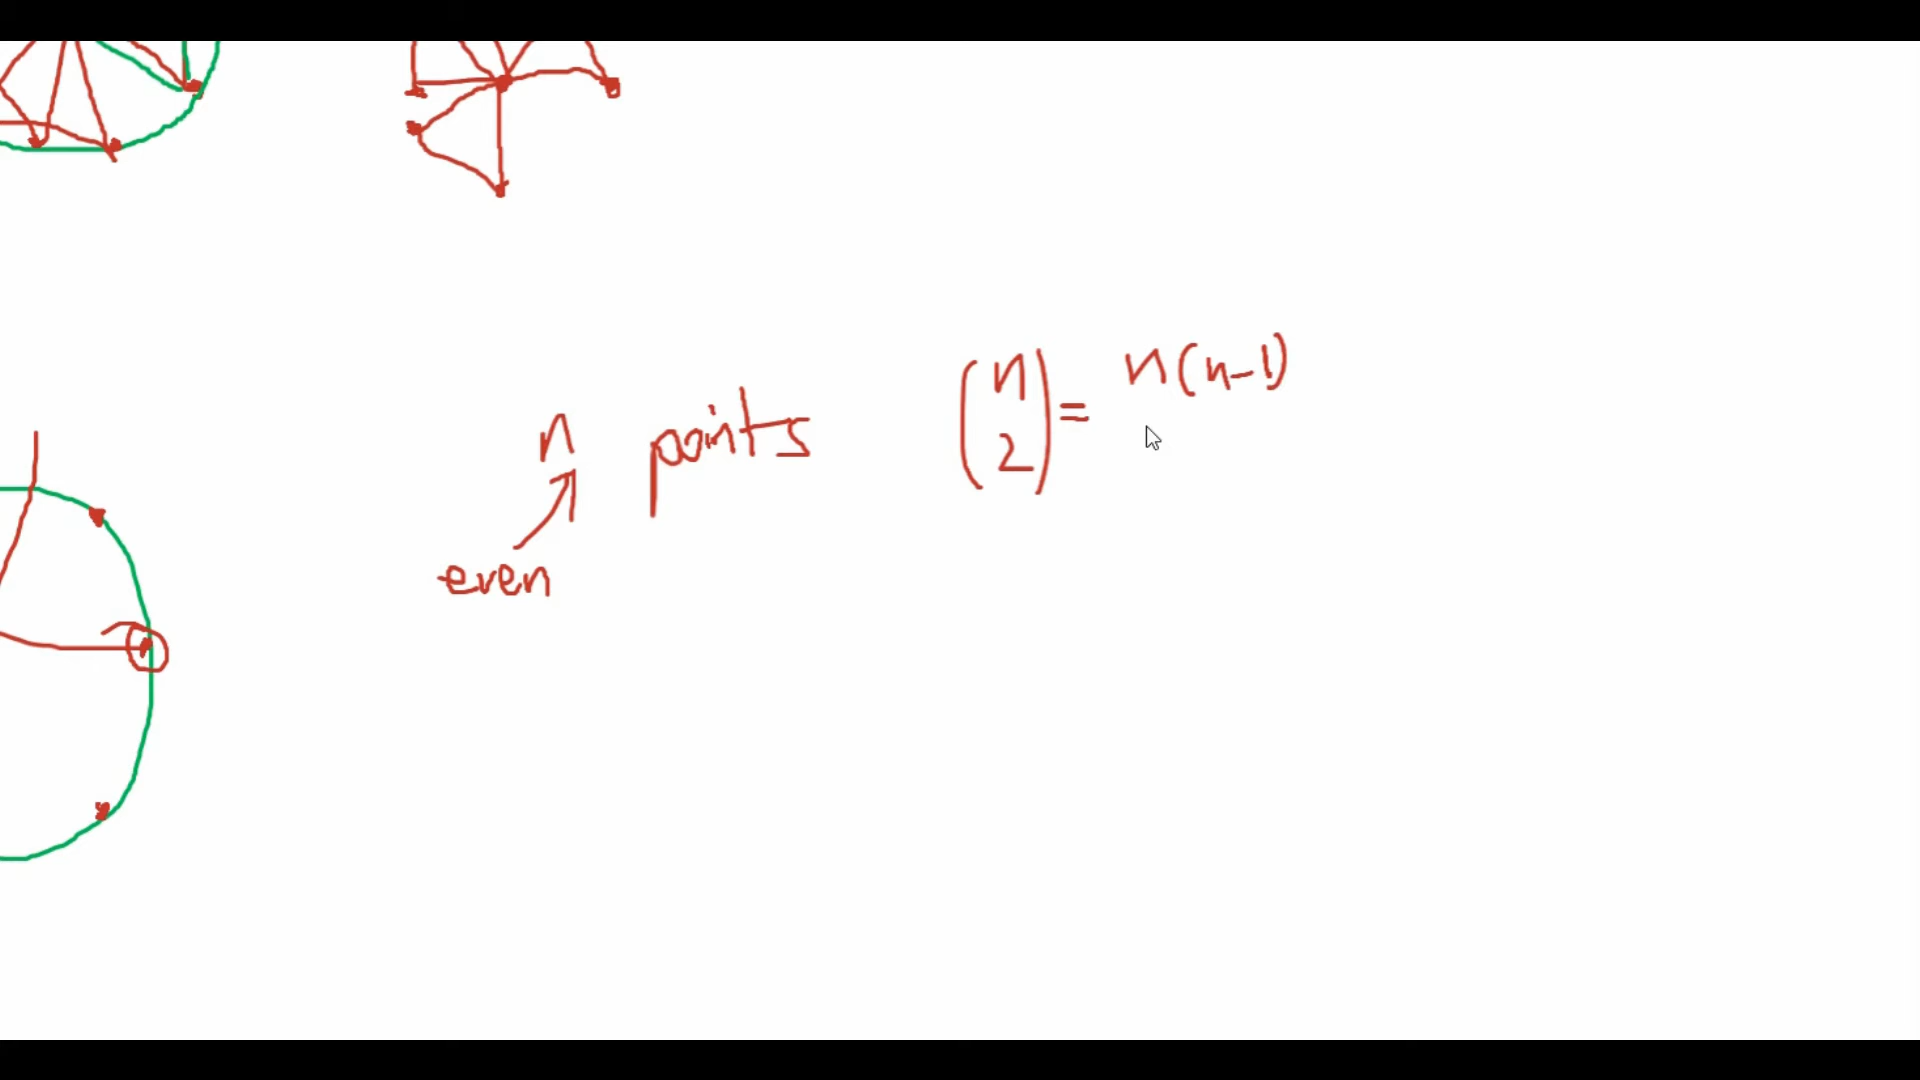 n points
even
(n 2) = n(n-1)